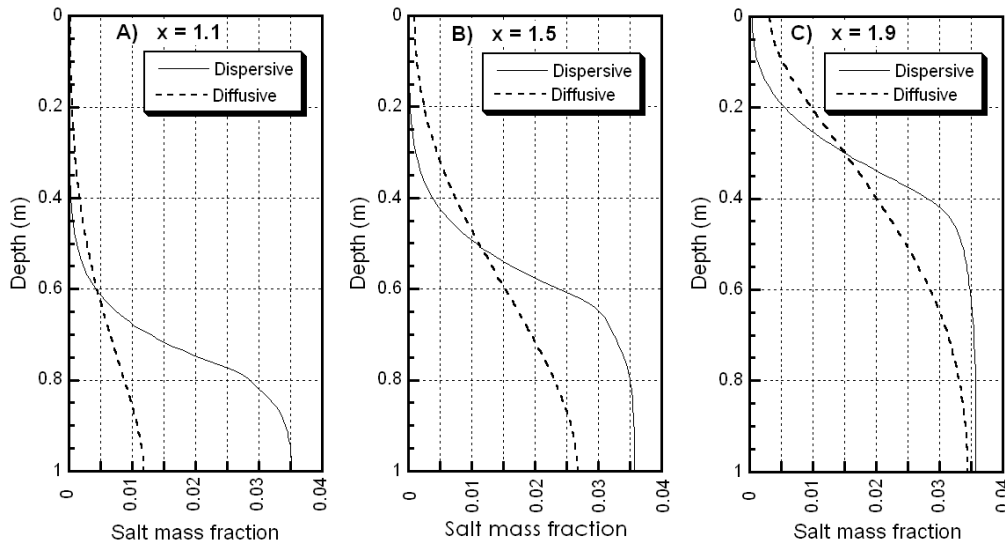 A) x = 1.1
Dispersive
Diffusive
0
0.2
0.4
0.6
0.8
1
Depth (m)
0
0.01
0.02
0.03
0.04
Salt mass fraction
B) x = 1.5
Dispersive
Diffusive
0
0.2
0.4
0.6
0.8
1
Depth (m)
0
0.01
0.02
0.03
0.04
Salt mass fraction
C) x = 1.9
Dispersive
Diffusive
0
0.2
0.4
0.6
0.8
1
Depth (m)
0
0.01
0.02
0.03
0.04
Salt mass fraction